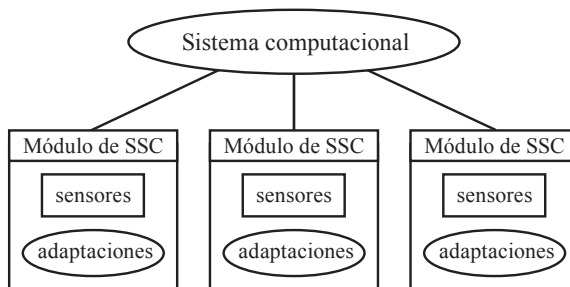 Sistema computacional
Módulo de SSC
Módulo de SSC
Módulo de SSC
sensores
sensores
sensores
adaptaciones
adaptaciones
adaptaciones